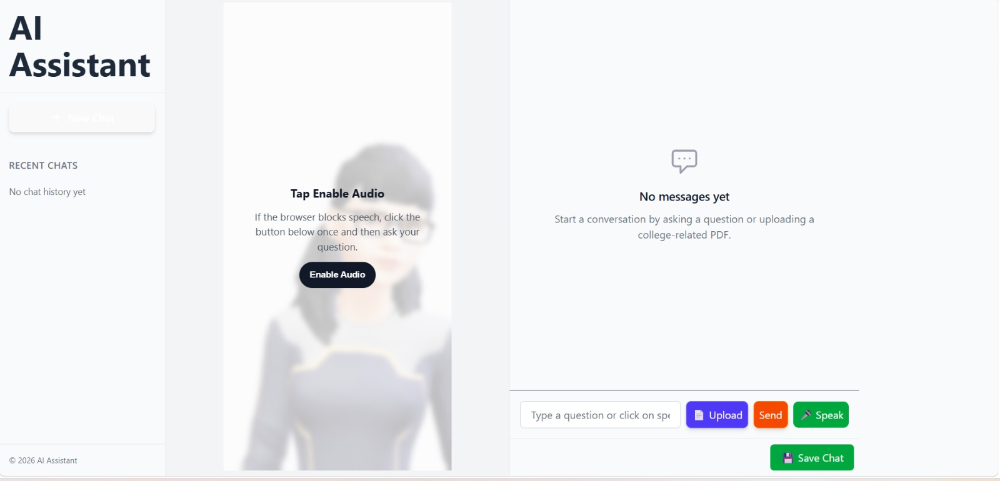 AI
Assistant
+ New Chat
RECENT CHATS
No chat history yet
© 2026 AI Assistant
Tap Enable Audio
If the browser blocks speech, click the
button below once and then ask your
question.
Enable Audio
No messages yet
Start a conversation by asking a question or uploading a
college-related PDF.
Type a question or click on spe
Upload
Send
Speak
Save Chat